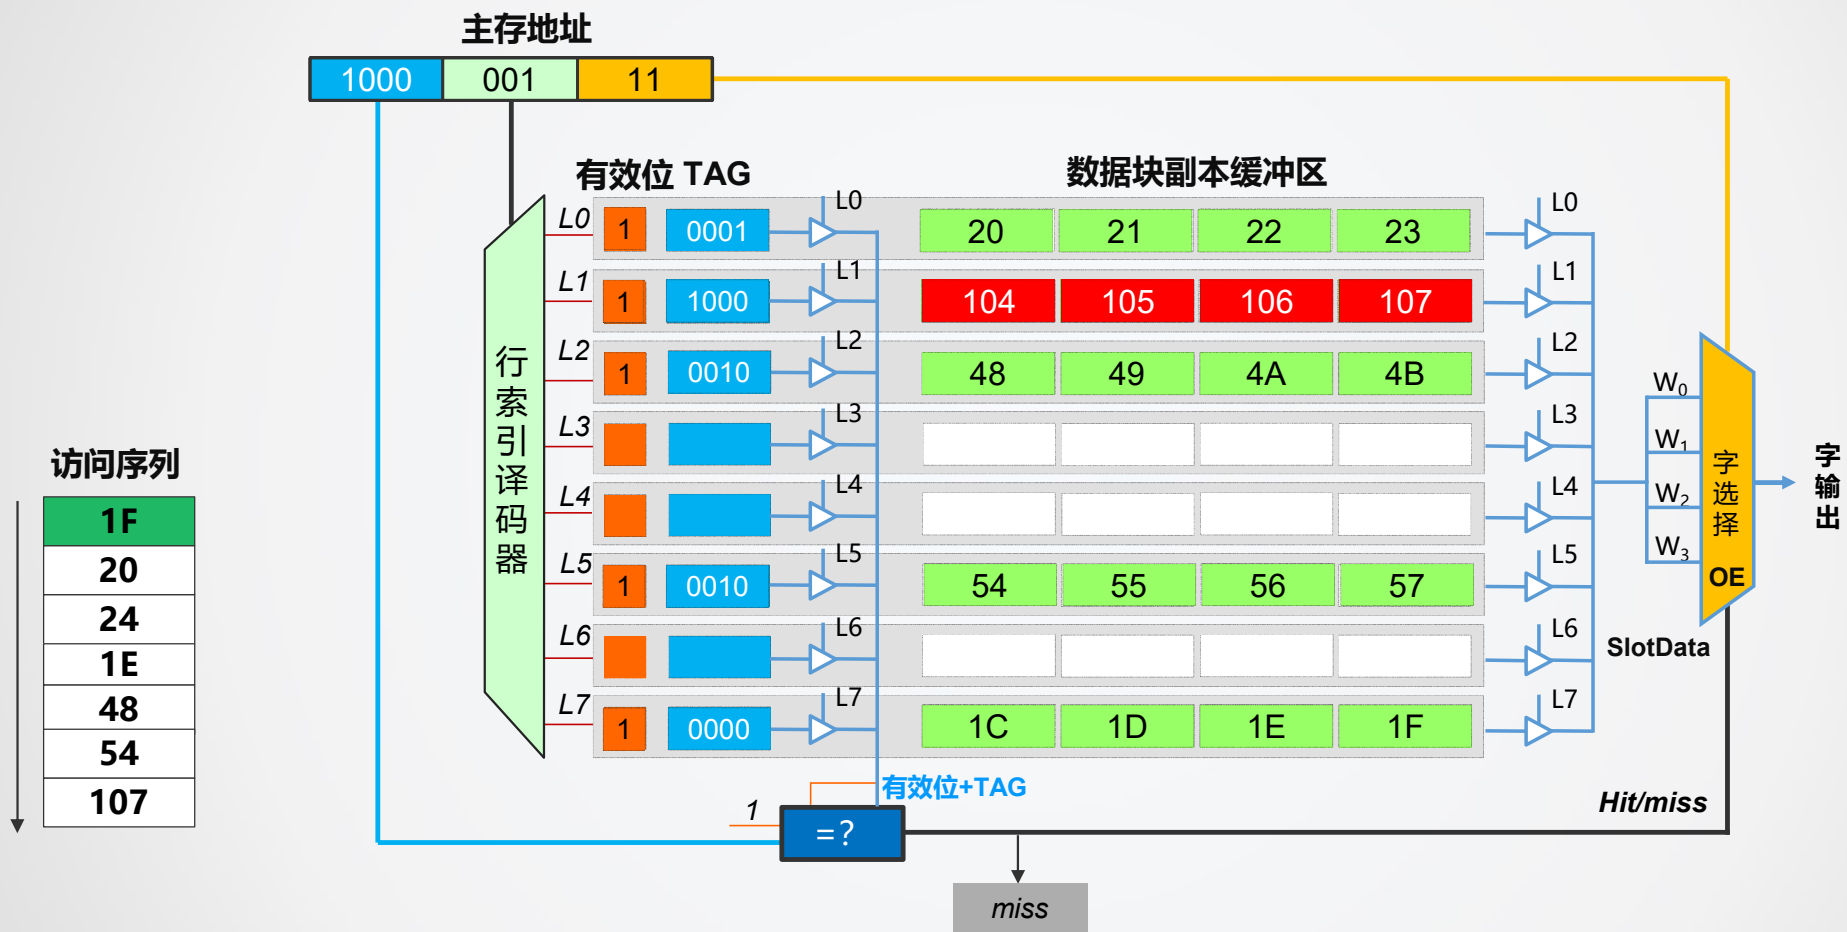 主存地址
1000 001 11
有效位 TAG 数据块副本缓冲区
L0 1 0001 L0 20 21 22 23 L0
L1 1 1000 L1 104 105 106 107 L1
L2 1 0010 L2 48 49 4A 4B L2
L3 L3 L3
L4 L4 L4
L5 1 0010 L5 54 55 56 57 L5
L6 L6 L6
L7 1 0000 L7 1C 1D 1E 1F L7
行索引译码器
W0
W1
W2
W3
字选择
OE
字输出
SlotData
访问序列
1F
20
24
1E
48
54
107
有效位+TAG
1
=?
Hit/miss
miss